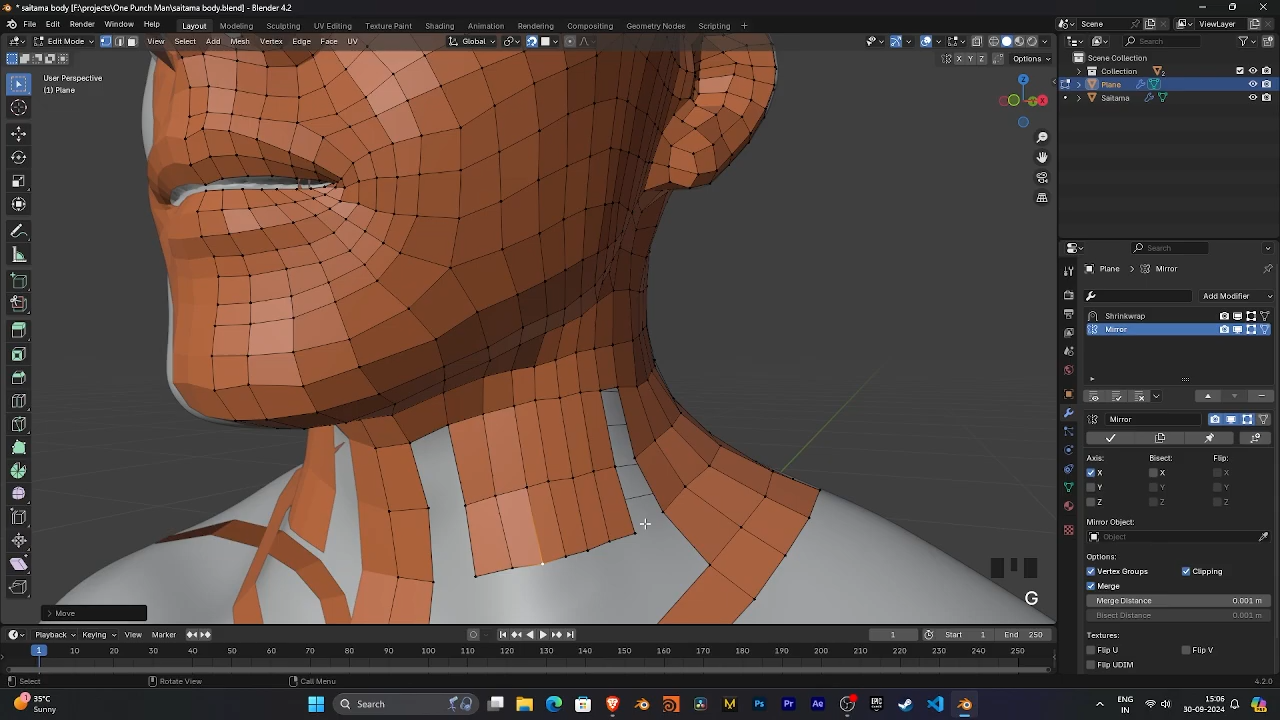 *saitama body [F:\projects\One Punch Man\saitama body.blend] - Blender 4.2
File Edit Render Window Help
Layout Modeling Sculpting UV Editing Texture Paint Shading Animation Rendering Compositing Geometry Nodes Scripting +
Scene
ViewLayer
Edit Mode
View Select Add Mesh Vertex Edge Face UV
Global
Search
X Y Z
Options
User Perspective
(1) Plane
Z
X
Y
Scene Collection
Collection 2
Plane
Saitama
Search
Plane > Mirror
Add Modifier
Shrinkwrap
Mirror
Mirror
Axis: Bisect: Flip:
X X X
Y Y Y
Z Z Z
Mirror Object:
Object
Options:
Vertex Groups Clipping
Merge
Merge Distance 0.001 m
Bisect Distance 0.001 m
Textures:
Flip U Flip V
Flip UDIM
G
> Move
Playback Keying View Marker
1 Start 1 End 250
1 10 20 30 40 50 60 70 80 90 100 110 120 130 140 150 160 170 180 190 200 210 220 230 240 250
Select Rotate View Call Menu 4.2.0
35°C
Sunny
Search
ENG
IN
15:06
30-09-2024